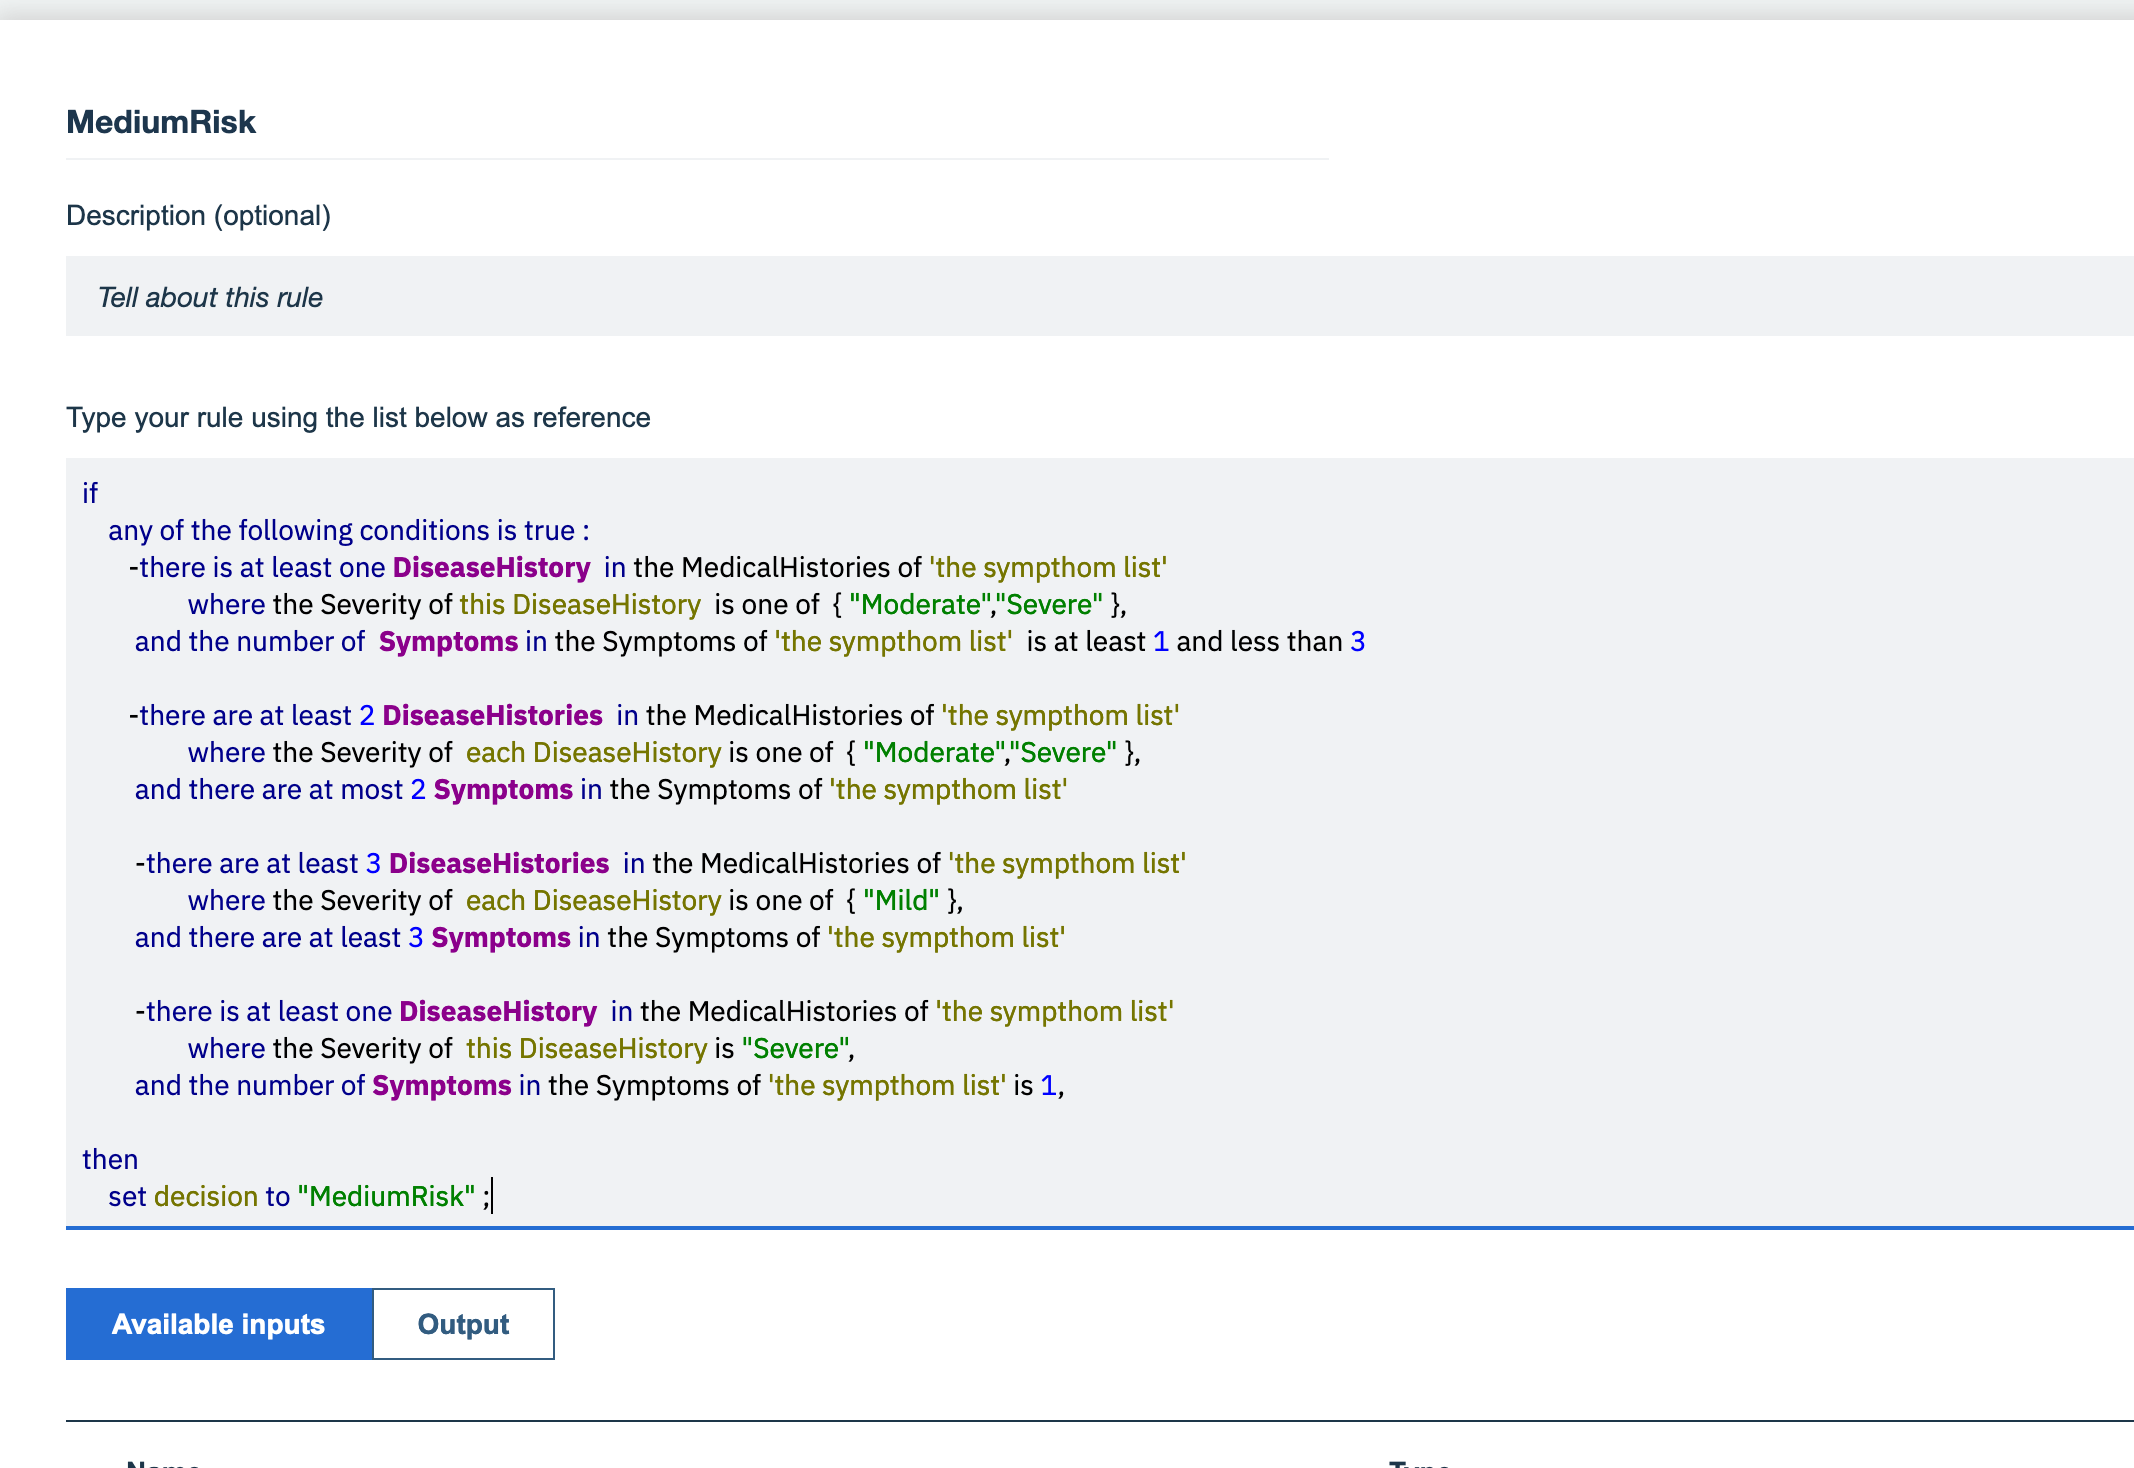 MediumRisk
Description (optional)
Tell about this rule
Type your rule using the list below as reference
if
any of the following conditions is true :
-there is at least one DiseaseHistory in the MedicalHistories of 'the sympthom list'
where the Severity of this DiseaseHistory is one of { "Moderate","Severe" },
and the number of Symptoms in the Symptoms of 'the sympthom list' is at least 1 and less than 3
-there are at least 2 DiseaseHistories in the MedicalHistories of 'the sympthom list'
where the Severity of each DiseaseHistory is one of { "Moderate","Severe" },
and there are at most 2 Symptoms in the Symptoms of 'the sympthom list'
-there are at least 3 DiseaseHistories in the MedicalHistories of 'the sympthom list'
where the Severity of each DiseaseHistory is one of { "Mild" },
and there are at least 3 Symptoms in the Symptoms of 'the sympthom list'
-there is at least one DiseaseHistory in the MedicalHistories of 'the sympthom list'
where the Severity of this DiseaseHistory is "Severe",
and the number of Symptoms in the Symptoms of 'the sympthom list' is 1,
then
set decision to "MediumRisk" ;
Available inputs Output